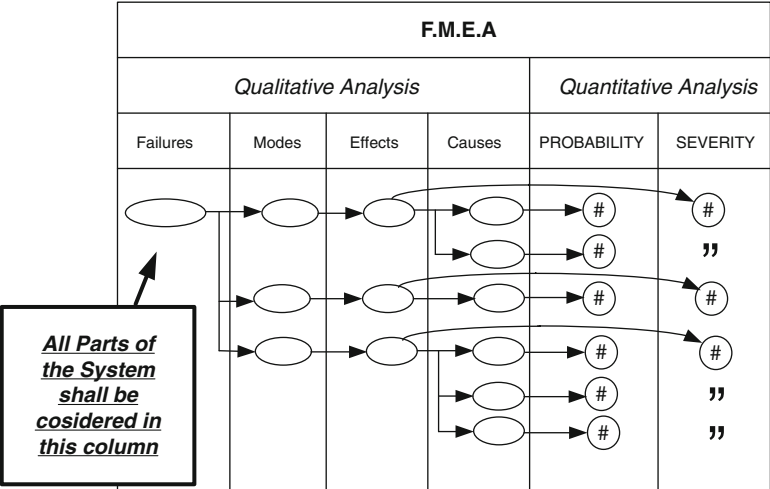 F.M.E.A
Qualitative Analysis Quantitative Analysis
Failures Modes Effects Causes PROBABILITY SEVERITY
# #
# ”
# #
# #
# ”
# ”
All Parts of
the System
shall be
cosidered in
this column